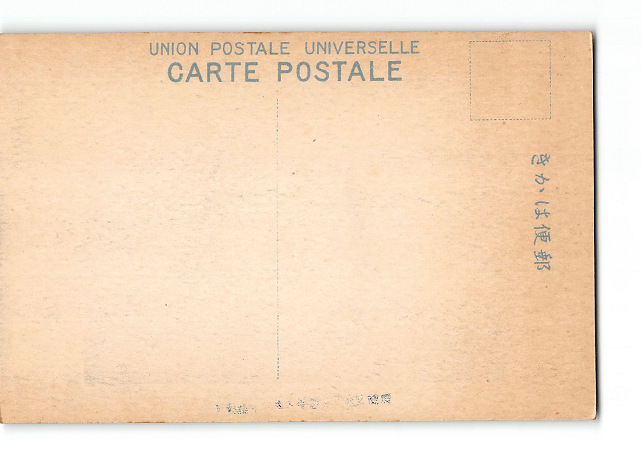 UNION POSTALE UNIVERSELLE
CARTE POSTALE
きかは便郵